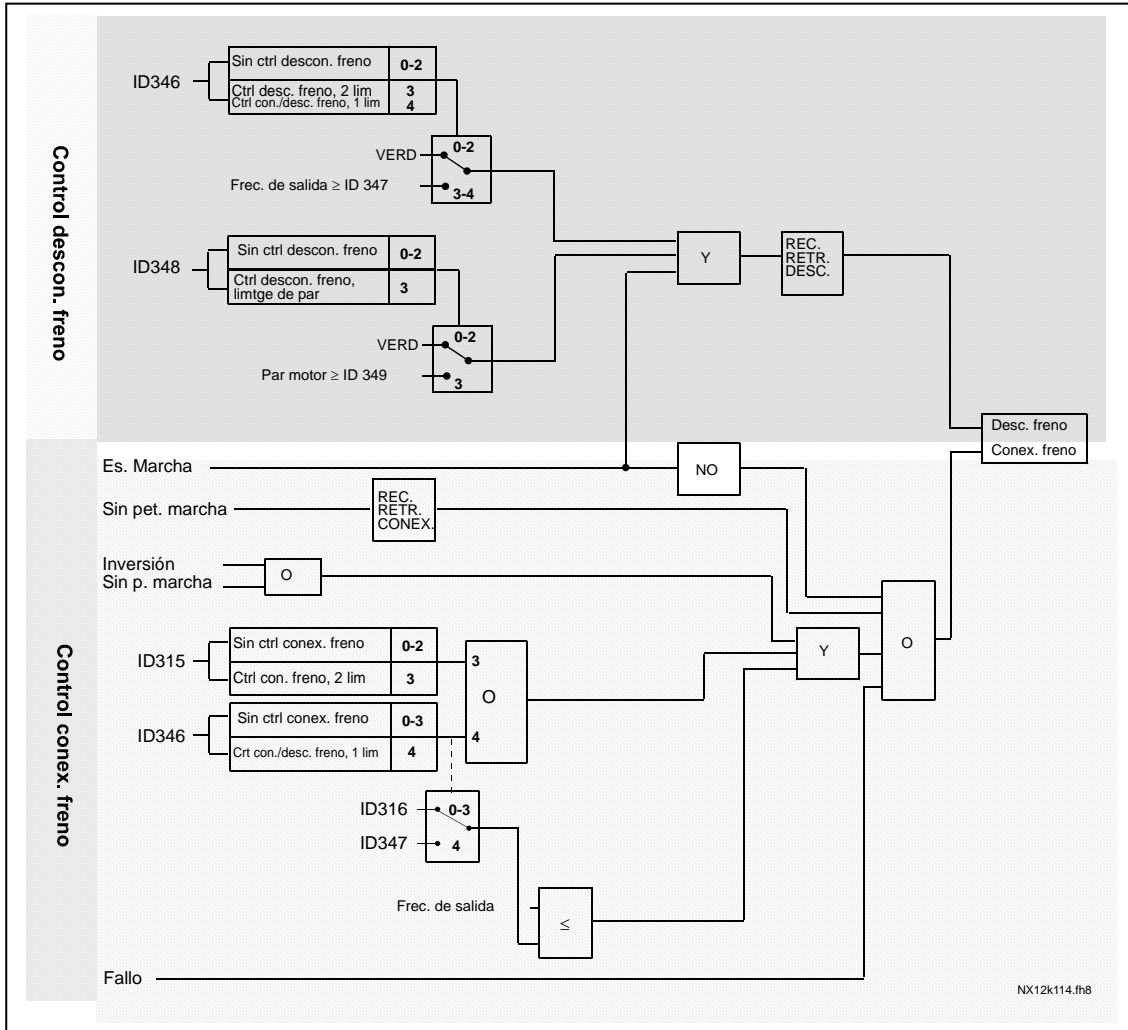 Control descon. freno
ID346
Sin ctrl descon. freno
0-2
Ctrl desc. freno, 2 lim
3
Ctrl con./desc. freno, 1 lim
4
0-2
VERD
Frec. de salida ≥ ID 347
3-4
ID348
Sin ctrl descon. freno
0-2
Ctrl descon. freno,
limtge de par
3
0-2
VERD
Par motor ≥ ID 349
3
Y
REC.
RETR.
DESC.
Desc. freno
Conex. freno
Control conex. freno
Es. Marcha
NO
Sin pet. marcha
REC.
RETR.
CONEX.
Inversión
Sin p. marcha
O
ID315
Sin ctrl conex. freno
0-2
Ctrl con. freno, 2 lim
3
3
O
4
ID346
Sin ctrl conex. freno
0-3
Crt con./desc. freno, 1 lim
4
Y
O
ID316
0-3
ID347
4
Frec. de salida
≤
Fallo
NX12k114.fh8